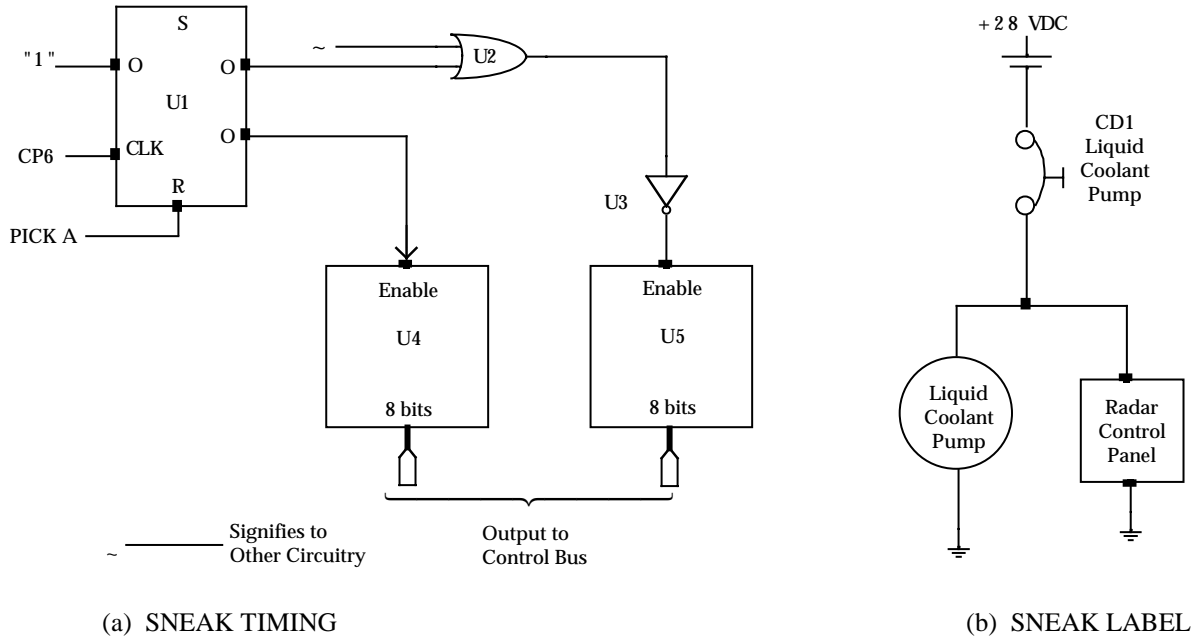 S
"1"
O
O
U1
O
CP6
CLK
R
PICK A
~
U2
U3
Enable
U4
8 bits
Enable
U5
8 bits
~
Signifies to
Other Circuitry
Output to
Control Bus
(a) SNEAK TIMING
+28 VDC
CD1
Liquid
Coolant
Pump
Liquid
Coolant
Pump
Radar
Control
Panel
(b) SNEAK LABEL